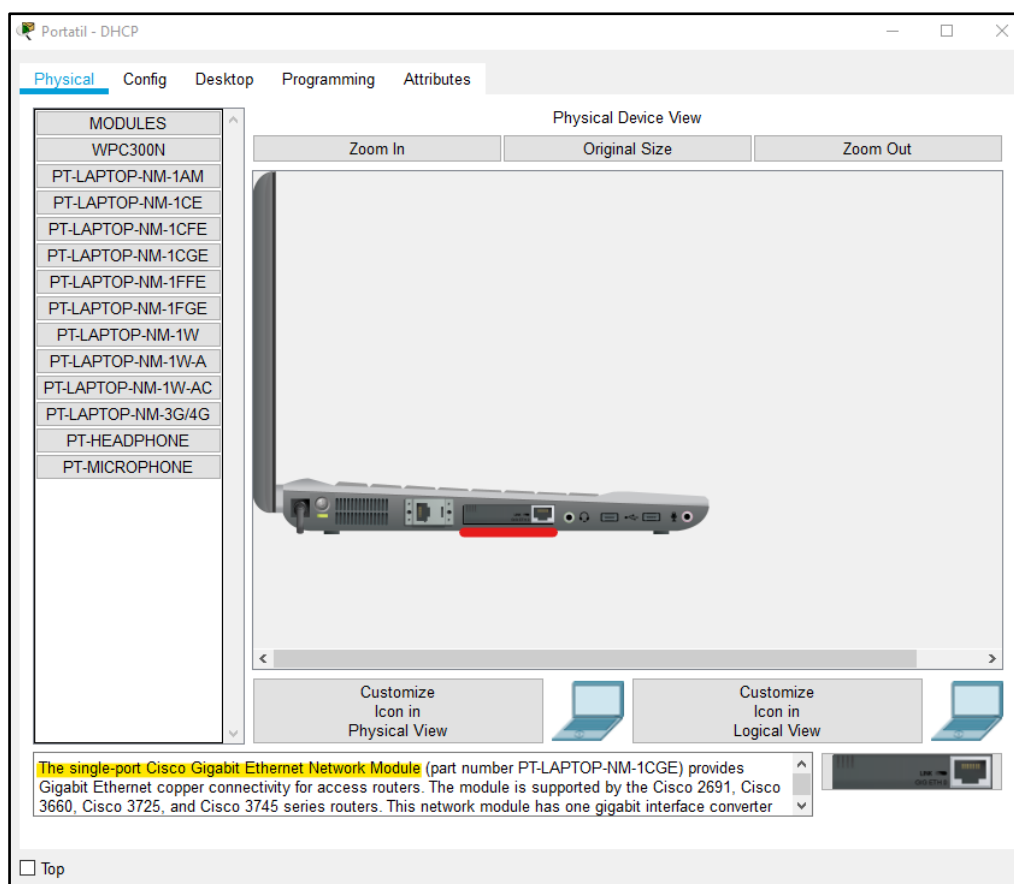 Portatil - DHCP
Physical Config Desktop Programming Attributes
MODULES
WPC300N
PT-LAPTOP-NM-1AM
PT-LAPTOP-NM-1CE
PT-LAPTOP-NM-1CFE
PT-LAPTOP-NM-1CGE
PT-LAPTOP-NM-1FFE
PT-LAPTOP-NM-1FGE
PT-LAPTOP-NM-1W
PT-LAPTOP-NM-1W-A
PT-LAPTOP-NM-1W-AC
PT-LAPTOP-NM-3G/4G
PT-HEADPHONE
PT-MICROPHONE
Physical Device View
Zoom In Original Size Zoom Out
Customize
Icon in
Physical View
Customize
Icon in
Logical View
The single-port Cisco Gigabit Ethernet Network Module (part number PT-LAPTOP-NM-1CGE) provides
Gigabit Ethernet copper connectivity for access routers. The module is supported by the Cisco 2691, Cisco
3660, Cisco 3725, and Cisco 3745 series routers. This network module has one gigabit interface converter
LINK
Top